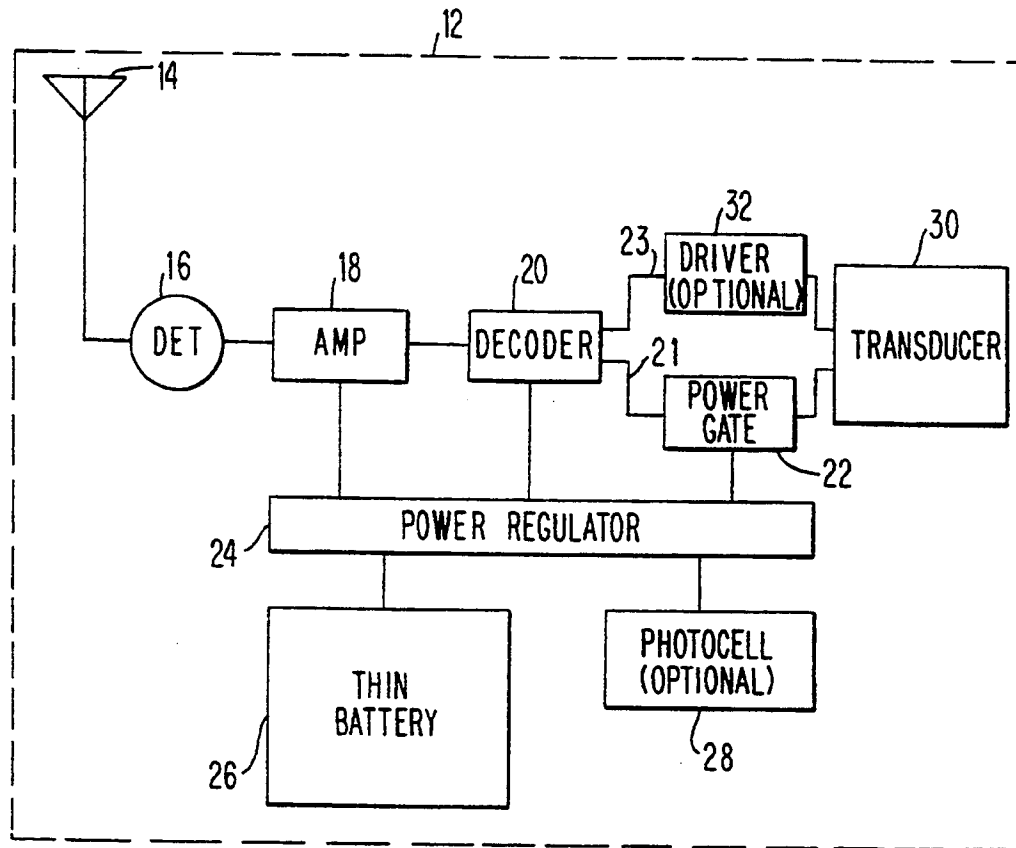 12
14
16
DET
18
AMP
20
DECODER
23
32
DRIVER
(OPTIONAL)
21
POWER
GATE
22
30
TRANSDUCER
24
POWER REGULATOR
26
THIN
BATTERY
PHOTOCELL
(OPTIONAL)
28